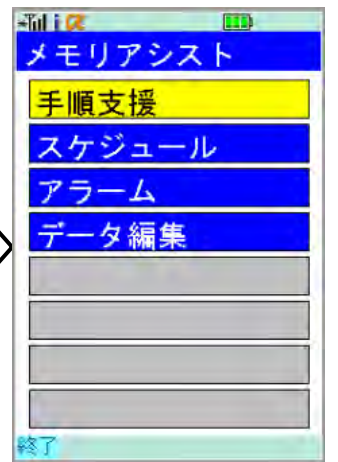 i α
メモリアシスト
手順支援
スケジュール
アラーム
データ編集
終了